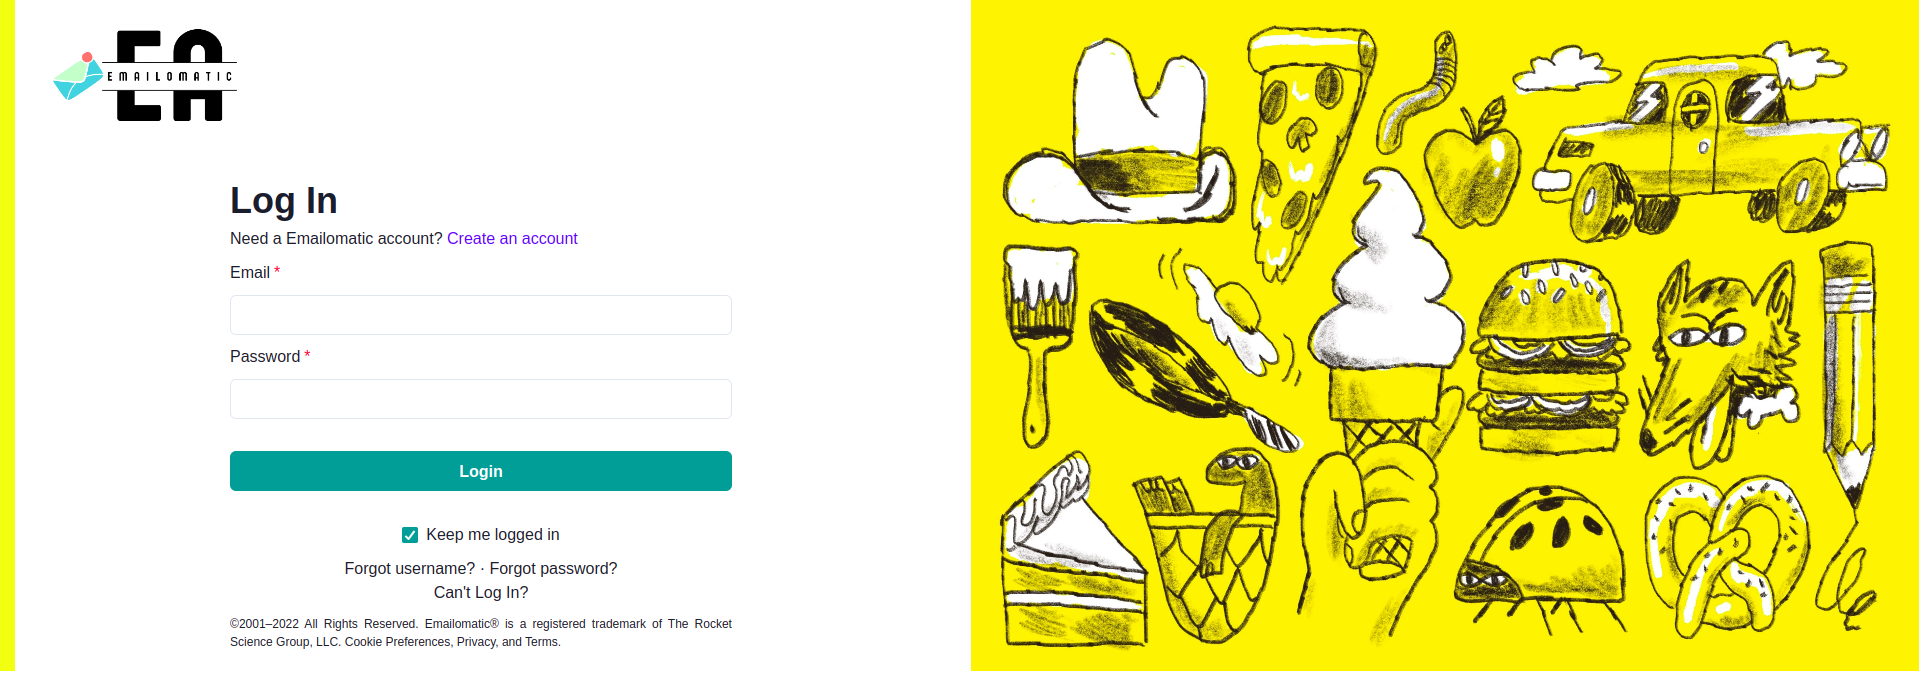 EA
EMAILOMATIC
Log In
Need a Emailomatic account? Create an account
Email *
Password *
Login
Keep me logged in
Forgot username? · Forgot password?
Can't Log In?
©2001–2022 All Rights Reserved. Emailomatic® is a registered trademark of The Rocket
Science Group, LLC. Cookie Preferences, Privacy, and Terms.